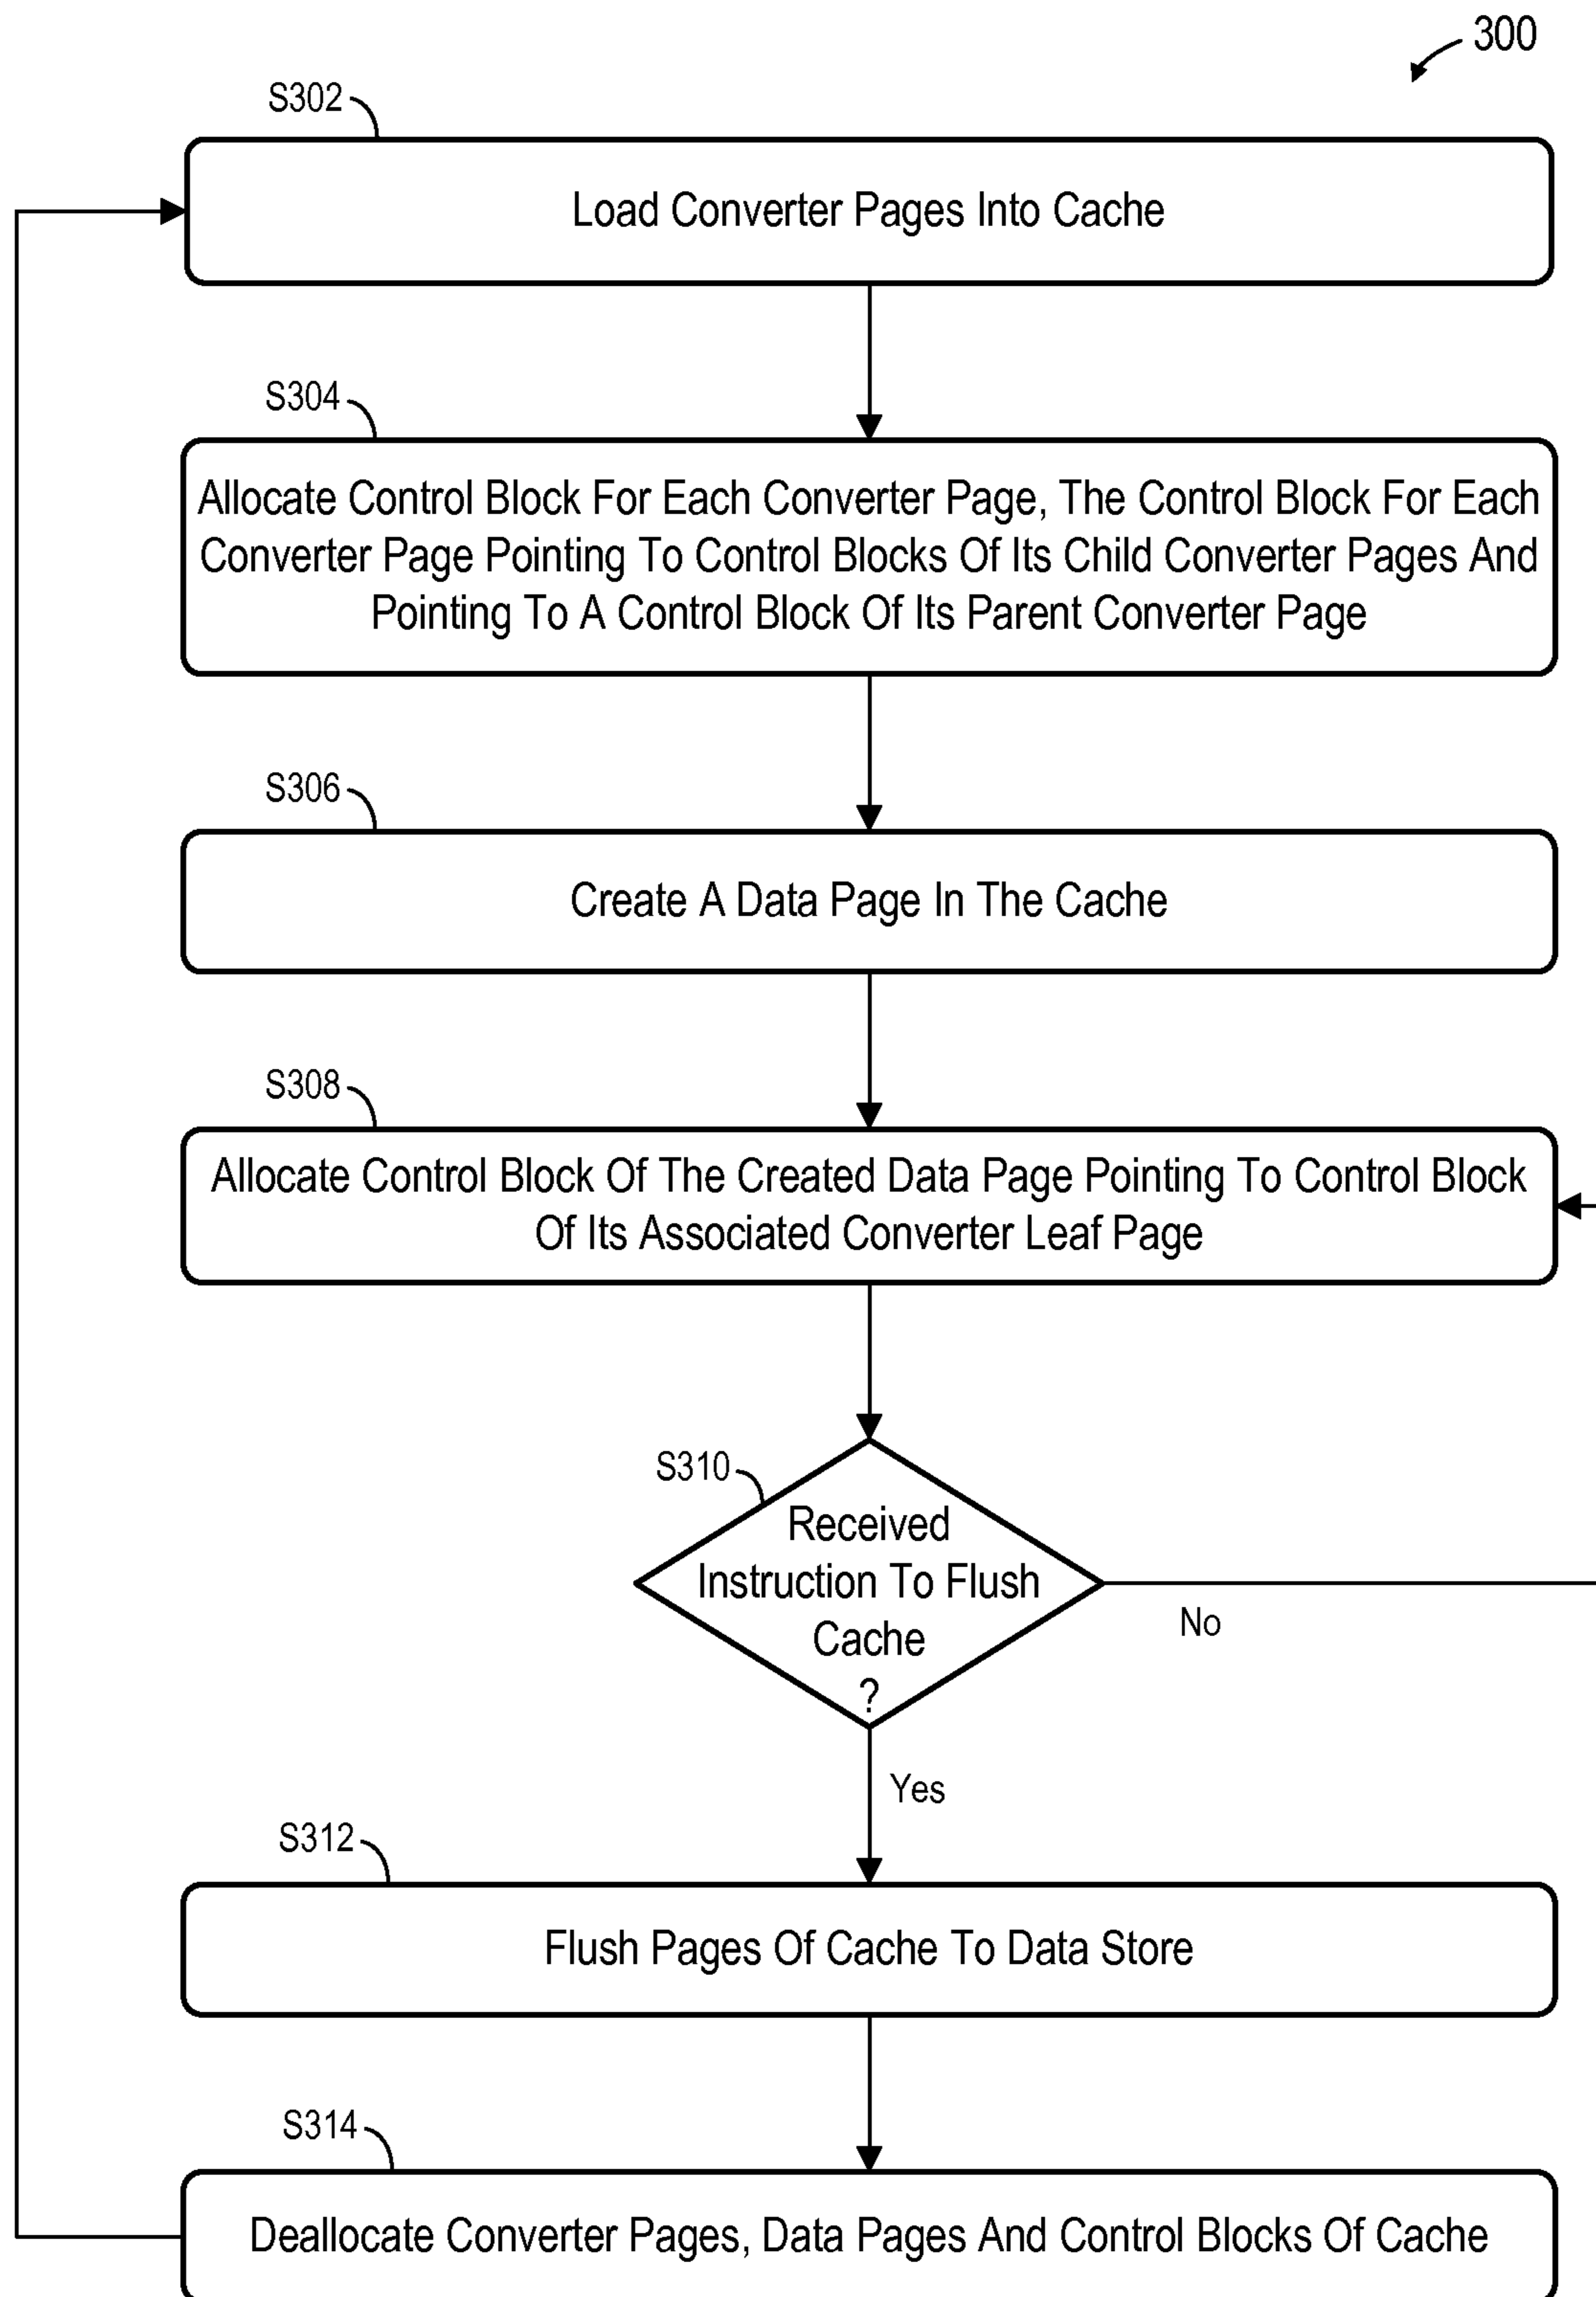 300
S302
Load Converter Pages Into Cache
S304
Allocate Control Block For Each Converter Page, The Control Block For Each
Converter Page Pointing To Control Blocks Of Its Child Converter Pages And
Pointing To A Control Block Of Its Parent Converter Page
S306
Create A Data Page In The Cache
S308
Allocate Control Block Of The Created Data Page Pointing To Control Block
Of Its Associated Converter Leaf Page
S310
Received
Instruction To Flush
Cache
?
No
Yes
S312
Flush Pages Of Cache To Data Store
S314
Deallocate Converter Pages, Data Pages And Control Blocks Of Cache